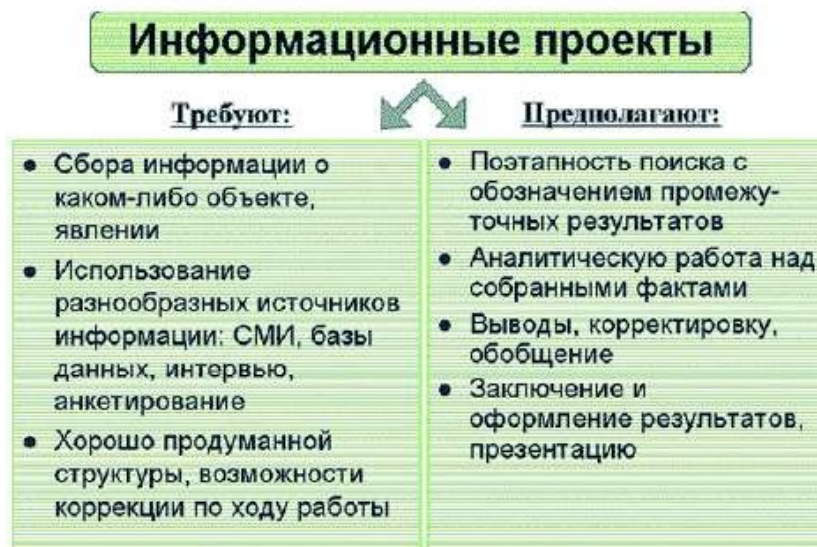 Информационные проекты
Требуют:
● Сбора информации о
каком-либо объекте,
явлении
● Использование
разнообразных источников
информации: СМИ, базы
данных, интервью,
анкетирование
● Хорошо продуманной
структуры, возможности
коррекции по ходу работы
Предполагают:
● Поэтапность поиска с
обозначением промежу-
точных результатов
● Аналитическую работа над
собранными фактами
● Выводы, корректировку,
обобщение
● Заключение и
оформление результатов,
презентацию